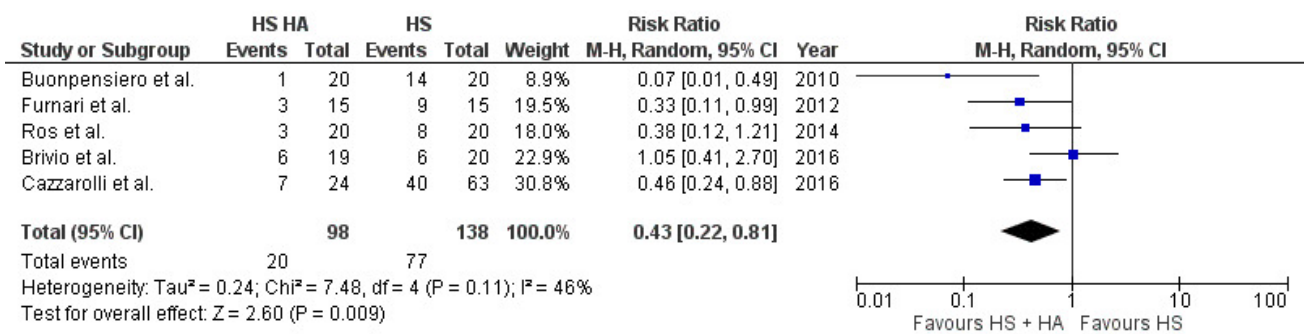 HS HA HS Risk Ratio Risk Ratio
Study or Subgroup Events Total Events Total Weight M-H, Random, 95% CI Year M-H, Random, 95% CI
Buonpensiero et al. 1 20 14 20 8.9% 0.07 [0.01, 0.49] 2010
Furnari et al. 3 15 9 15 19.5% 0.33 [0.11, 0.99] 2012
Ros et al. 3 20 8 20 18.0% 0.38 [0.12, 1.21] 2014
Brivio et al. 6 19 6 20 22.9% 1.05 [0.41, 2.70] 2016
Cazzarolli et al. 7 24 40 63 30.8% 0.46 [0.24, 0.88] 2016
Total (95% CI) 98 138 100.0% 0.43 [0.22, 0.81]
Total events 20 77
Heterogeneity: Tau² = 0.24; Chi² = 7.48, df = 4 (P = 0.11); I² = 46%
Test for overall effect: Z = 2.60 (P = 0.009)
0.01 0.1 1 10 100
Favours HS + HA Favours HS